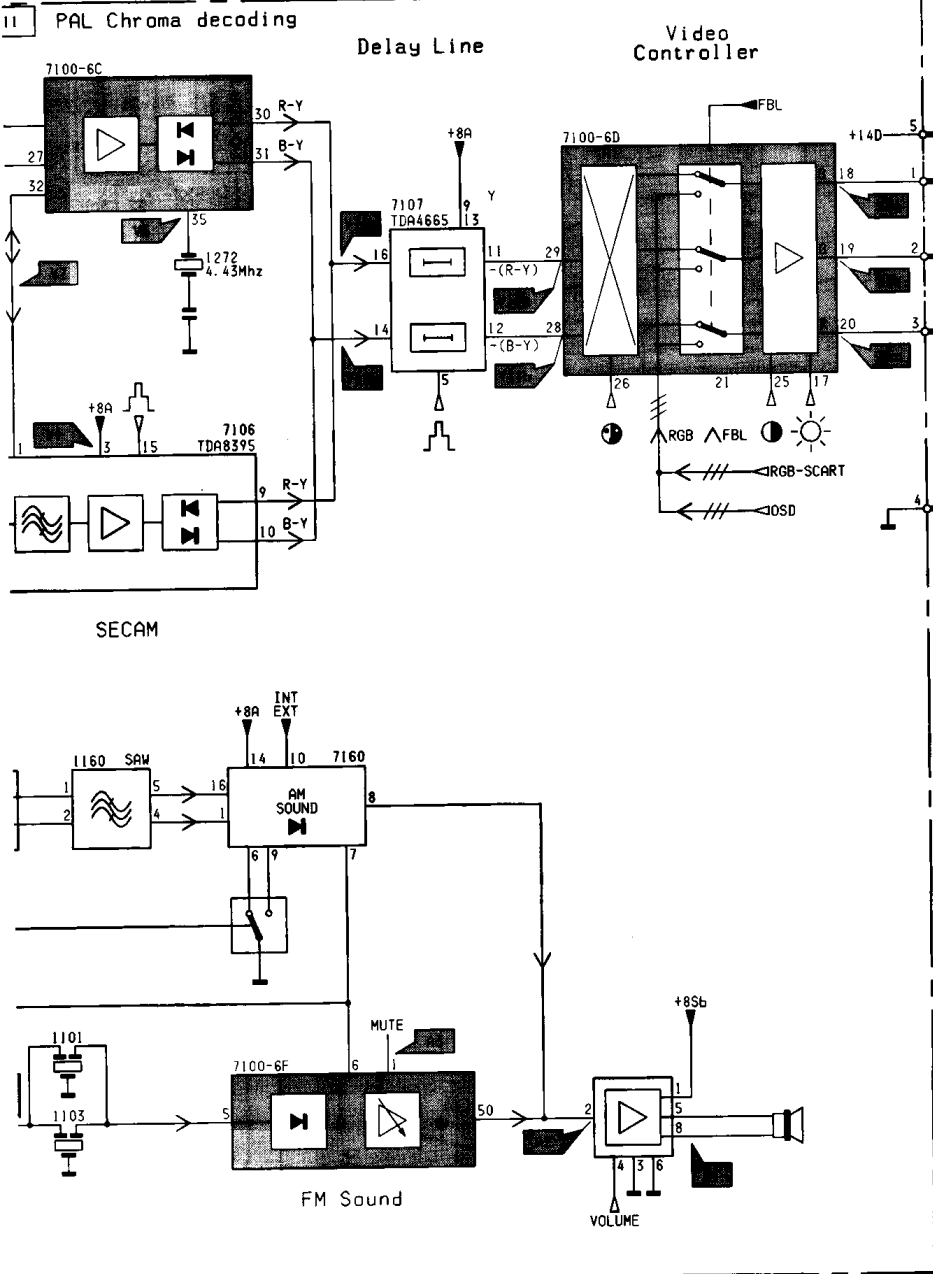 11 PAL Chroma decoding
Delay Line
Video
Controller
7100-6C
30 R-Y
31 B-Y
27
32
35
1272
4.43Mhz
+8A
7107
TDA4665
9
13
Y
16
14
11
~(R-Y)
12
~(B-Y)
5
29
28
7100-6D
FBL
+14D
5
18
1
19
2
20
3
26
21
25
17
RGB
FBL
RGB-SCART
OSD
4
+8A
1
3
15
7106
TDA8395
9
R-Y
10
B-Y
SECAM
+8A
INT
EXT
1160 SAW
1
2
5
4
16
1
14
10
7160
AM
SOUND
8
6
9
7
1101
1103
MUTE
7100-6F
6
1
5
50
FM Sound
+8Sb
2
1
5
8
4
3
6
VOLUME